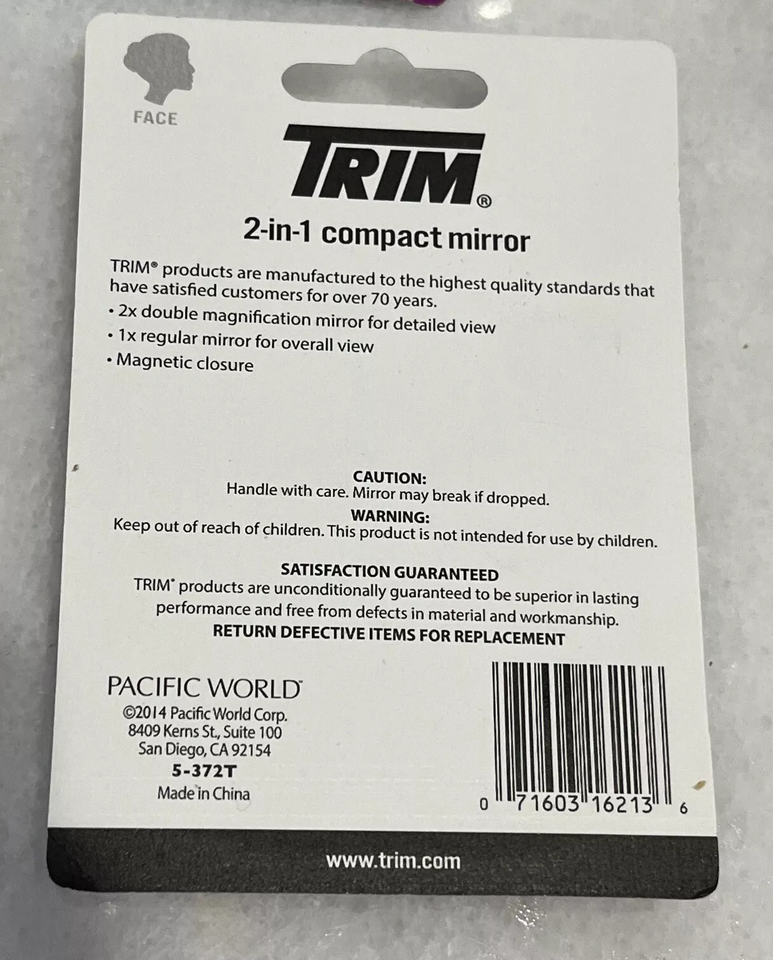 FACE
TRIM®
2-in-1 compact mirror
TRIM® products are manufactured to the highest quality standards that
have satisfied customers for over 70 years.
• 2x double magnification mirror for detailed view
• 1x regular mirror for overall view
• Magnetic closure
CAUTION:
Handle with care. Mirror may break if dropped.
WARNING:
Keep out of reach of children. This product is not intended for use by children.
SATISFACTION GUARANTEED
TRIM® products are unconditionally guaranteed to be superior in lasting
performance and free from defects in material and workmanship.
RETURN DEFECTIVE ITEMS FOR REPLACEMENT
PACIFIC WORLD™
©2014 Pacific World Corp.
8409 Kerns St., Suite 100
San Diego, CA 92154
5-372T
Made in China
0 71603 16213 6
www.trim.com